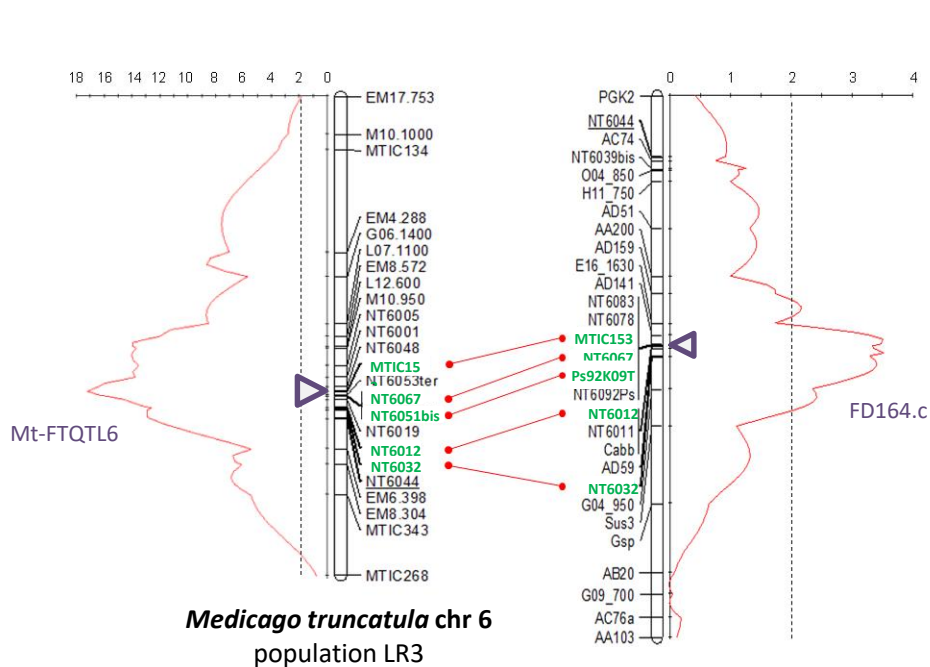 18 16 14 12 10 8 6 4 2 0
EM17.753
M10.1000
MTIC134
EM4.288
G06.1400
L07.1100
EM8.572
L12.600
M10.950
NT6005
NT6001
NT6048
MTIC15
NT6053ter
NT6067
NT6051bis
NT6019
NT6012
NT6032
NT6044
EM6.398
EM8.304
MTIC343
MTIC268
Mt-FTQTL6
Medicago truncatula chr 6
population LR3
0 1 2 3 4
PGK2
NT6044
AC74
NT6039bis
O04_850
H11_750
AD51
AA200
AD159
E16_1630
AD141
NT6083
NT6078
MTIC153
NT6067
Ps92K09T
NT6092Ps
NT6012
NT6011
Cabb
AD59
NT6032
G04_950
Sus3
Gsp
AB20
G09_700
AC76a
AA103
FD164.c